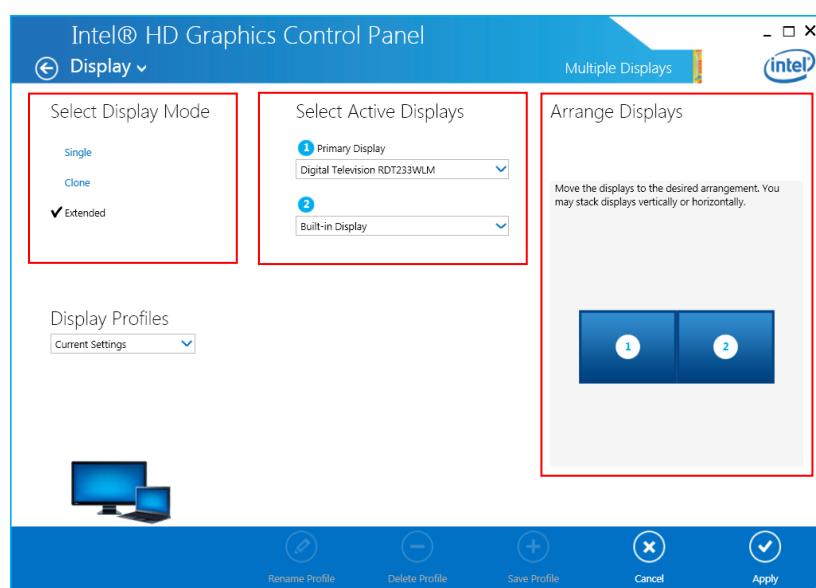 Intel® HD Graphics Control Panel
Display
Multiple Displays
intel
Select Display Mode
Single
Clone
Extended
Select Active Displays
1 Primary Display
Digital Television RDT233WLM
2
Built-in Display
Arrange Displays
Move the displays to the desired arrangement. You
may stack displays vertically or horizontally.
1
2
Display Profiles
Current Settings
Rename Profile
Delete Profile
Save Profile
Cancel
Apply